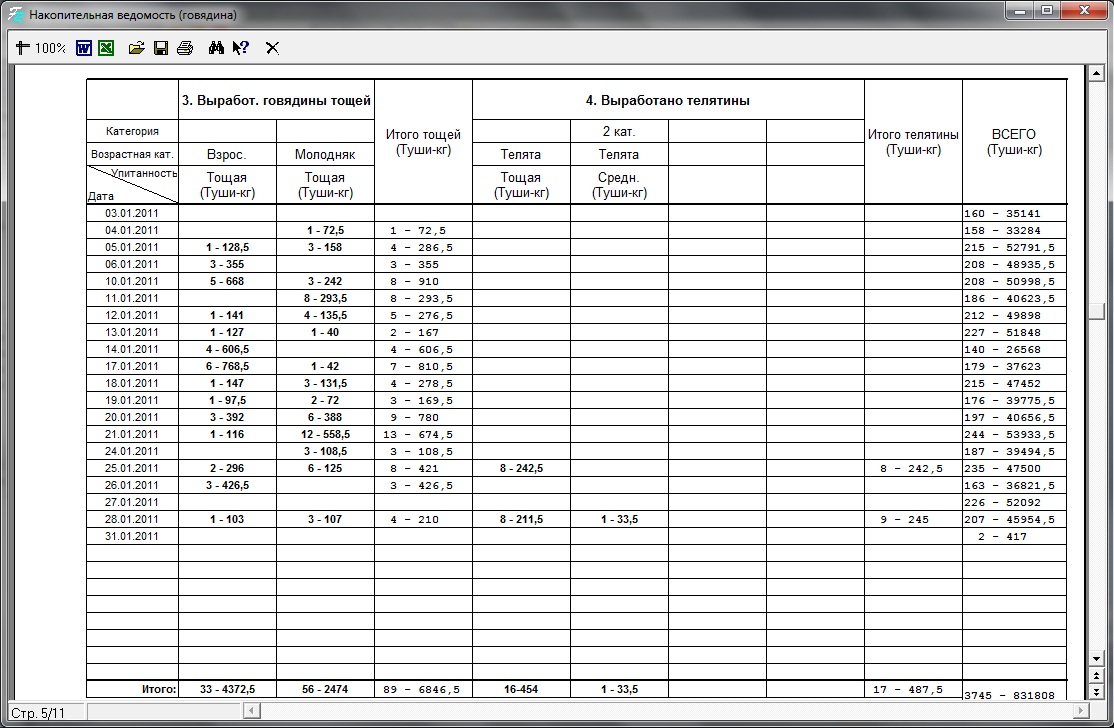 Накопительная ведомость (говядина)
100%
3. Выработ. говядины тощей Итого тощей (Туши-кг) 4. Выработано телятины Итого телятины (Туши-кг) ВСЕГО (Туши-кг)
Категория 2 кат.
Возрастная кат. Взрос. Молодняк Телята Телята
Упитанность Дата Тощая (Туши-кг) Тощая (Туши-кг) Тощая (Туши-кг) Средн. (Туши-кг)
03.01.2011 160 - 35141
04.01.2011 1 - 72,5 1 - 72,5 158 - 33284
05.01.2011 1 - 128,5 3 - 158 4 - 286,5 215 - 52791,5
06.01.2011 3 - 355 3 - 355 208 - 48935,5
10.01.2011 5 - 668 3 - 242 8 - 910 208 - 50998,5
11.01.2011 8 - 293,5 8 - 293,5 186 - 40623,5
12.01.2011 1 - 141 4 - 135,5 5 - 276,5 212 - 49898
13.01.2011 1 - 127 1 - 40 2 - 167 227 - 51848
14.01.2011 4 - 606,5 4 - 606,5 140 - 26568
17.01.2011 6 - 768,5 1 - 42 7 - 810,5 179 - 37623
18.01.2011 1 - 147 3 - 131,5 4 - 278,5 215 - 47452
19.01.2011 1 - 97,5 2 - 72 3 - 169,5 176 - 39775,5
20.01.2011 3 - 392 6 - 388 9 - 780 197 - 40656,5
21.01.2011 1 - 116 12 - 558,5 13 - 674,5 244 - 53933,5
24.01.2011 3 - 108,5 3 - 108,5 187 - 39494,5
25.01.2011 2 - 296 6 - 125 8 - 421 8 - 242,5 8 - 242,5 235 - 47500
26.01.2011 3 - 426,5 3 - 426,5 163 - 36821,5
27.01.2011 226 - 52092
28.01.2011 1 - 103 3 - 107 4 - 210 8 - 211,5 1 - 33,5 9 - 245 207 - 45954,5
31.01.2011 2 - 417
Итого: 33 - 4372,5 56 - 2474 89 - 6846,5 16-454 1 - 33,5 17 - 487,5 3745 - 831808
Стр. 5/11